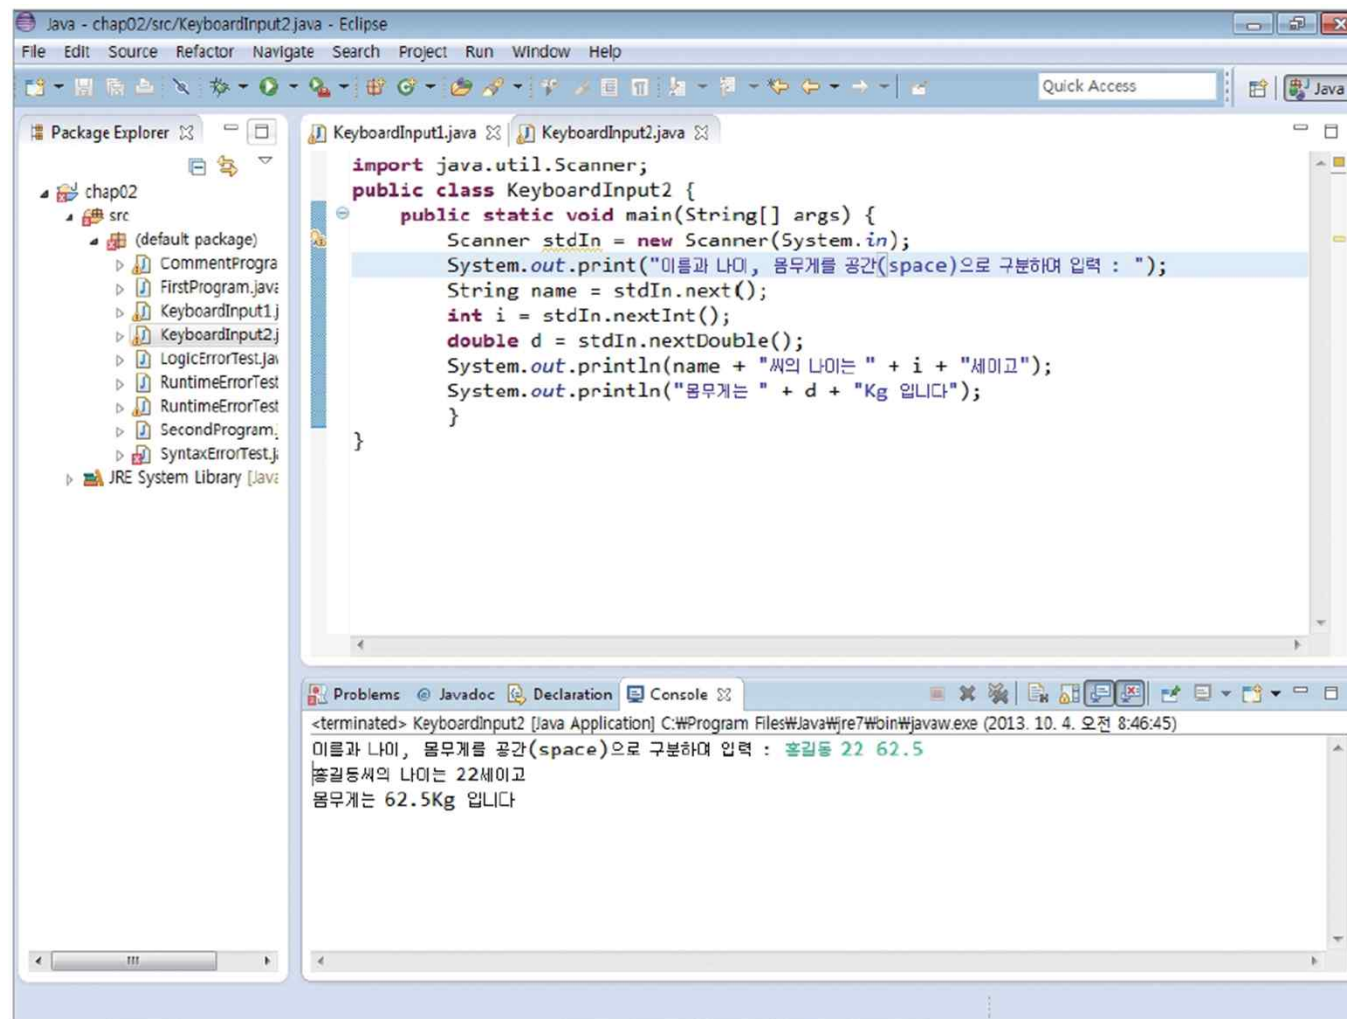 Java - chap02/src/KeyboardInput2.java - Eclipse
File Edit Source Refactor Navigate Search Project Run Window Help
Quick Access
Java
Package Explorer
KeyboardInput1.java
KeyboardInput2.java
chap02
src
(default package)
CommentProgra
FirstProgram.java
KeyboardInput1.j
KeyboardInput2.j
LogicErrorTest.jav
RuntimeErrorTest
RuntimeErrorTest
SecondProgram.j
SyntaxErrorTest.ja
JRE System Library [Java
import java.util.Scanner;
public class KeyboardInput2 {
public static void main(String[] args) {
Scanner stdIn = new Scanner(System.in);
System.out.print("이름과 나이, 몸무게를 공간(space)으로 구분하며 입력 : ");
String name = stdIn.next();
int i = stdIn.nextInt();
double d = stdIn.nextDouble();
System.out.println(name + "씨의 나이는 " + i + "세이고");
System.out.println("몸무게는 " + d + "Kg 입니다");
}
}
Problems Javadoc Declaration Console
<terminated> KeyboardInput2 [Java Application] C:₩Program Files₩Java₩jre7₩bin₩javaw.exe (2013. 10. 4. 오전 8:46:45)
이름과 나이, 몸무게를 공간(space)으로 구분하며 입력 : 홍길동 22 62.5
홍길동씨의 나이는 22세이고
몸무게는 62.5Kg 입니다